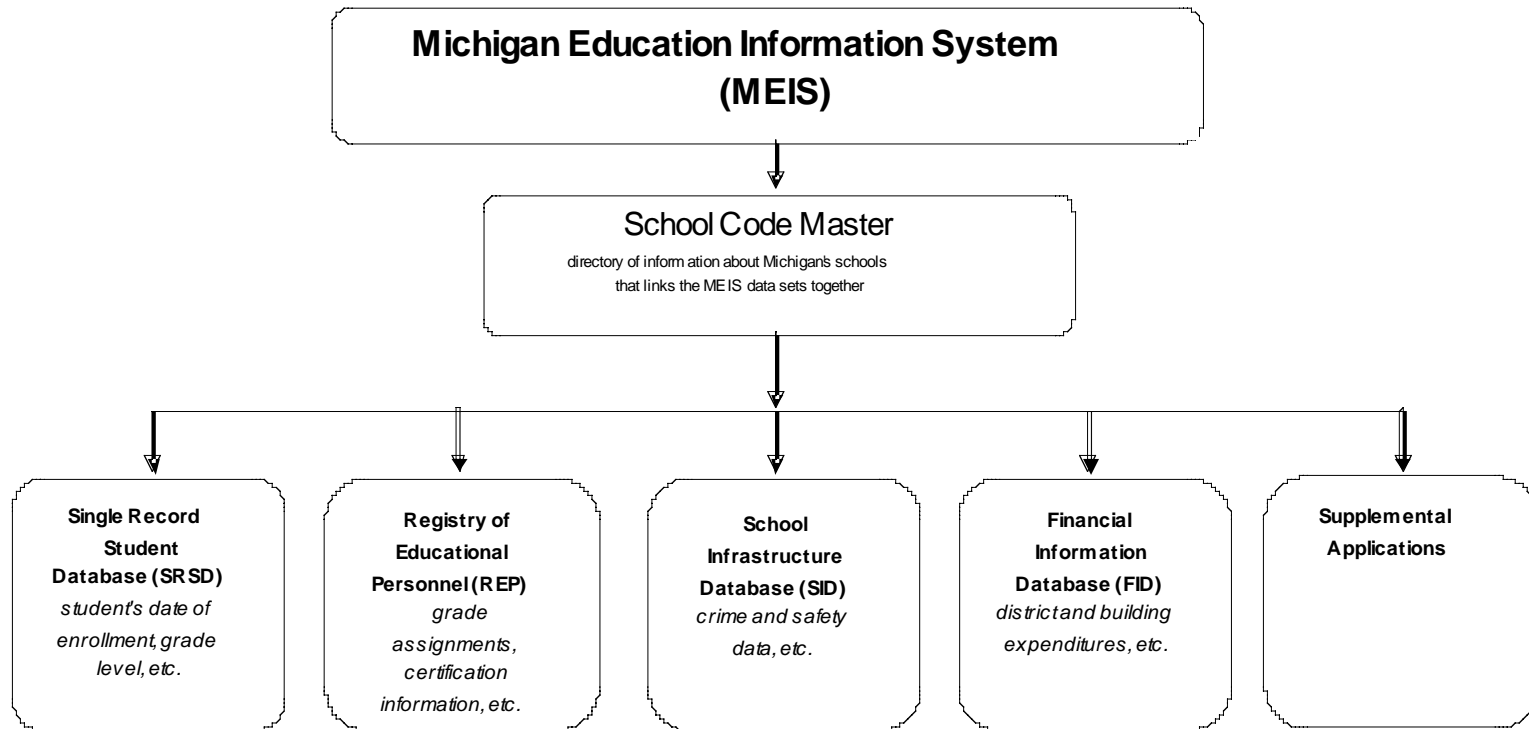 Michigan Education Information System
(MEIS)
School Code Master
directory of information about Michigan's schools
that links the MEIS data sets together
Single Record
Student
Database (SRSD)
student's date of
enrollment, grade
level, etc.
Registry of
Educational
Personnel (REP)
grade
assignments,
certification
information, etc.
School
Infrastructure
Database (SID)
crime and safety
data, etc.
Financial
Information
Database (FID)
district and building
expenditures, etc.
Supplemental
Applications